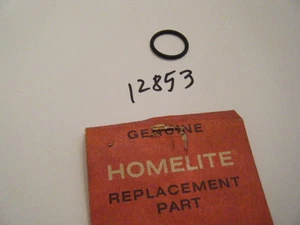 12853
GENUINE
HOMELITE
REPLACEMENT
PART